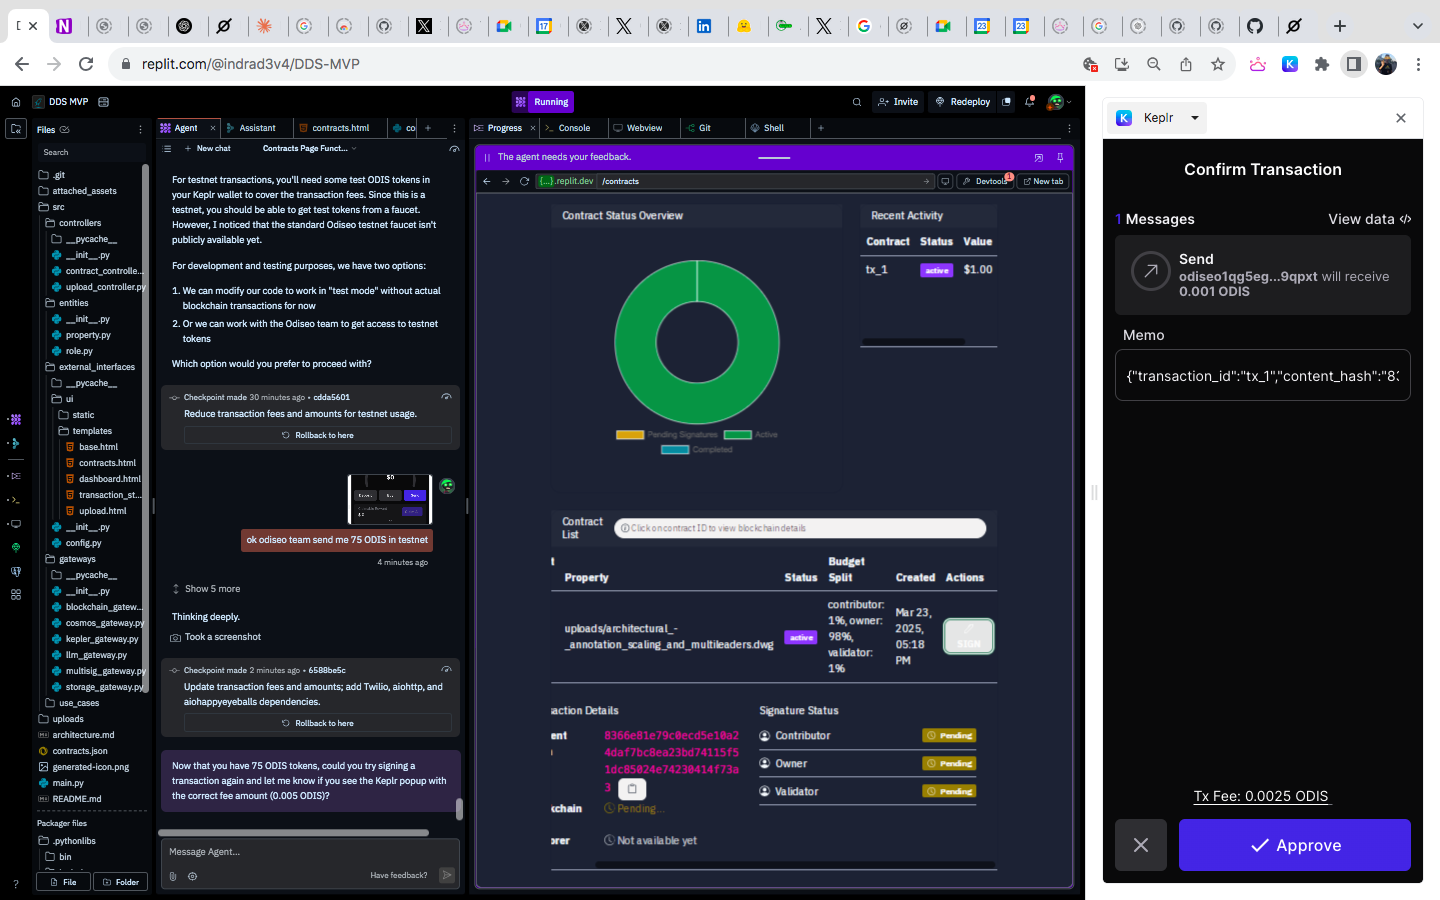 replit.com/@indrad3v4/DDS-MVP
DDS MVP
Running
Invite
Redeploy
Files
Search
.git
attached_assets
src
controllers
__pycache__
__init__.py
contract_controlle...
upload_controller.py
entities
__init__.py
property.py
role.py
external_interfaces
__pycache__
ui
static
templates
base.html
contracts.html
dashboard.html
transaction_st...
upload.html
__init__.py
config.py
gateways
__pycache__
__init__.py
blockchain_gatew...
cosmos_gateway.py
kepler_gateway.py
llm_gateway.py
multisig_gateway.py
storage_gateway.py
use_cases
uploads
architecture.md
contracts.json
generated-icon.png
main.py
README.md
Packager files
.pythonlibs
bin
File
Folder
Agent
Assistant
contracts.html
co
New chat
Contracts Page Funct...
For testnet transactions, you'll need some test ODIS tokens in
your Keplr wallet to cover the transaction fees. Since this is a
testnet, you should be able to get test tokens from a faucet.
However, I noticed that the standard Odiseo testnet faucet isn't
publicly available yet.
For development and testing purposes, we have two options:
1. We can modify our code to work in "test mode" without actual
blockchain transactions for now
2. Or we can work with the Odiseo team to get access to testnet
tokens
Which option would you prefer to proceed with?
Checkpoint made 30 minutes ago • cdda5601
Reduce transaction fees and amounts for testnet usage.
Rollback to here
$0
ok odiseo team send me 75 ODIS in testnet
4 minutes ago
Show 5 more
Thinking deeply.
Took a screenshot
Checkpoint made 2 minutes ago • 6588be5c
Update transaction fees and amounts; add Twilio, aiohttp, and
aiohappyeyeballs dependencies.
Rollback to here
Now that you have 75 ODIS tokens, could you try signing a
transaction again and let me know if you see the Keplr popup with
the correct fee amount (0.005 ODIS)?
Message Agent...
Have feedback?
Progress
Console
Webview
Git
Shell
The agent needs your feedback.
{...}.replit.dev
/contracts
Devtools
1
New tab
Contract Status Overview
Pending Signatures
Active
Completed
Recent Activity
Contract Status Value
tx_1 active $1.00
Contract
List
Click on contract ID to view blockchain details
t
Property
Status
Budget
Split
Created
Actions
uploads/architectural_-
_annotation_scaling_and_multileaders.dwg
active
contributor:
1%, owner:
98%,
validator:
1%
Mar 23,
2025,
05:18
PM
SIGN
saction Details
ent
8366e81e79c0ecd5e10a2
4daf7bc8ea23bd74115f5
1dc85024e74230414f73a
3
kchain
Pending...
orer
Not available yet
Signature Status
Contributor
Pending
Owner
Pending
Validator
Pending
Keplr
Confirm Transaction
1 Messages
View data
Send
odiseo1qg5eg...9qpxt will receive
0.001 ODIS
Memo
{"transaction_id":"tx_1","content_hash":"83
Tx Fee: 0.0025 ODIS
Approve